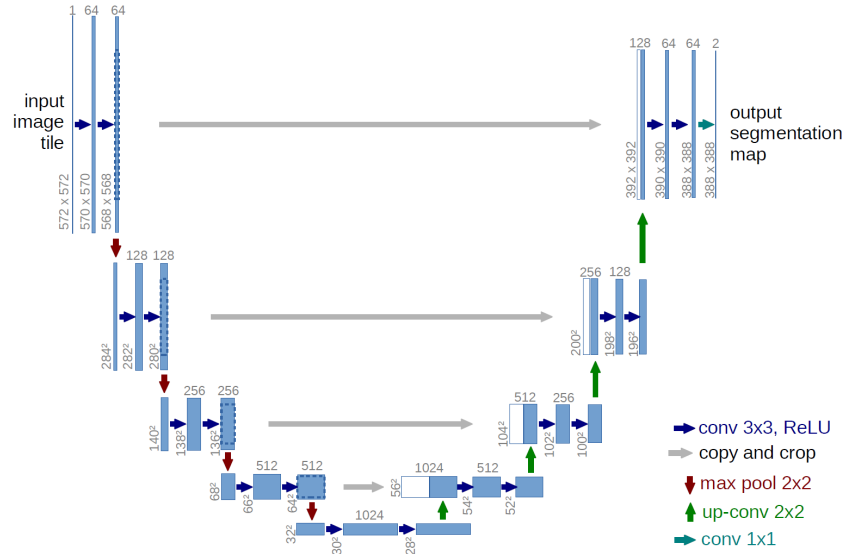 1 64 64
128 64 64 2
input
image
tile
output
segmentation
map
572 x 572
570 x 570
568 x 568
392 x 392
390 x 390
388 x 388
388 x 388
128 128
256 128
284²
282²
280²
200²
198²
196²
256 256
512 256
140²
138²
136²
104²
102²
100²
512 512
1024 512
68²
66²
64²
56²
54²
52²
1024
32²
30²
28²
conv 3x3, ReLU
copy and crop
max pool 2x2
up-conv 2x2
conv 1x1